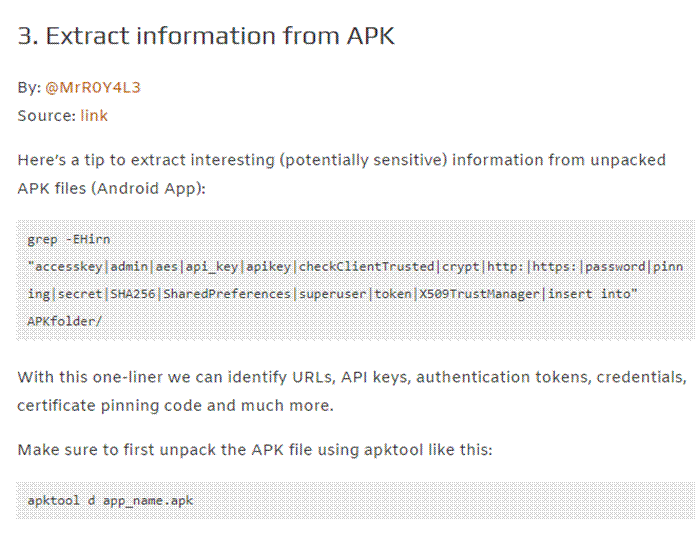 3. Extract information from APK
By: @MrR0Y4L3
Source: link
Here's a tip to extract interesting (potentially sensitive) information from unpacked
APK files (Android App):
grep -EHirn
"accesskey|admin|aes|api_key|apikey|checkClientTrusted|crypt|http:|https:|password|pinn
ing|secret|SHA256|SharedPreferences|superuser|token|X509TrustManager|insert into"
APKfolder/
With this one-liner we can identify URLs, API keys, authentication tokens, credentials,
certificate pinning code and much more.
Make sure to first unpack the APK file using apktool like this:
apktool d app_name.apk